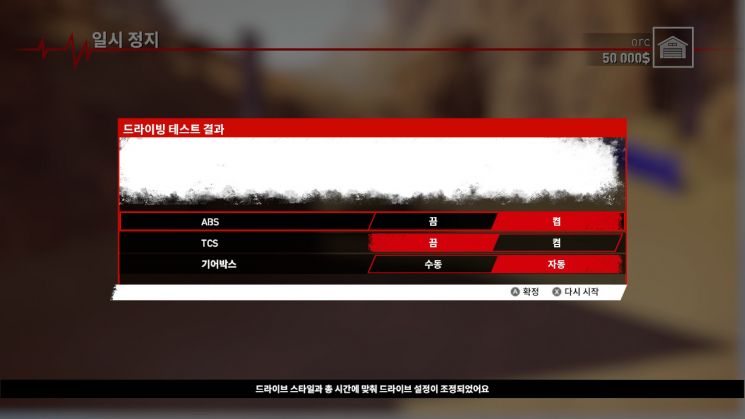 일시 정지
orc
50 000$
드라이빙 테스트 결과
ABS 끔 켬
TCS 끔 켬
기어박스 수동 자동
A 확정 X 다시 시작
드라이브 스타일과 총 시간에 맞춰 드라이브 설정이 조정되었어요